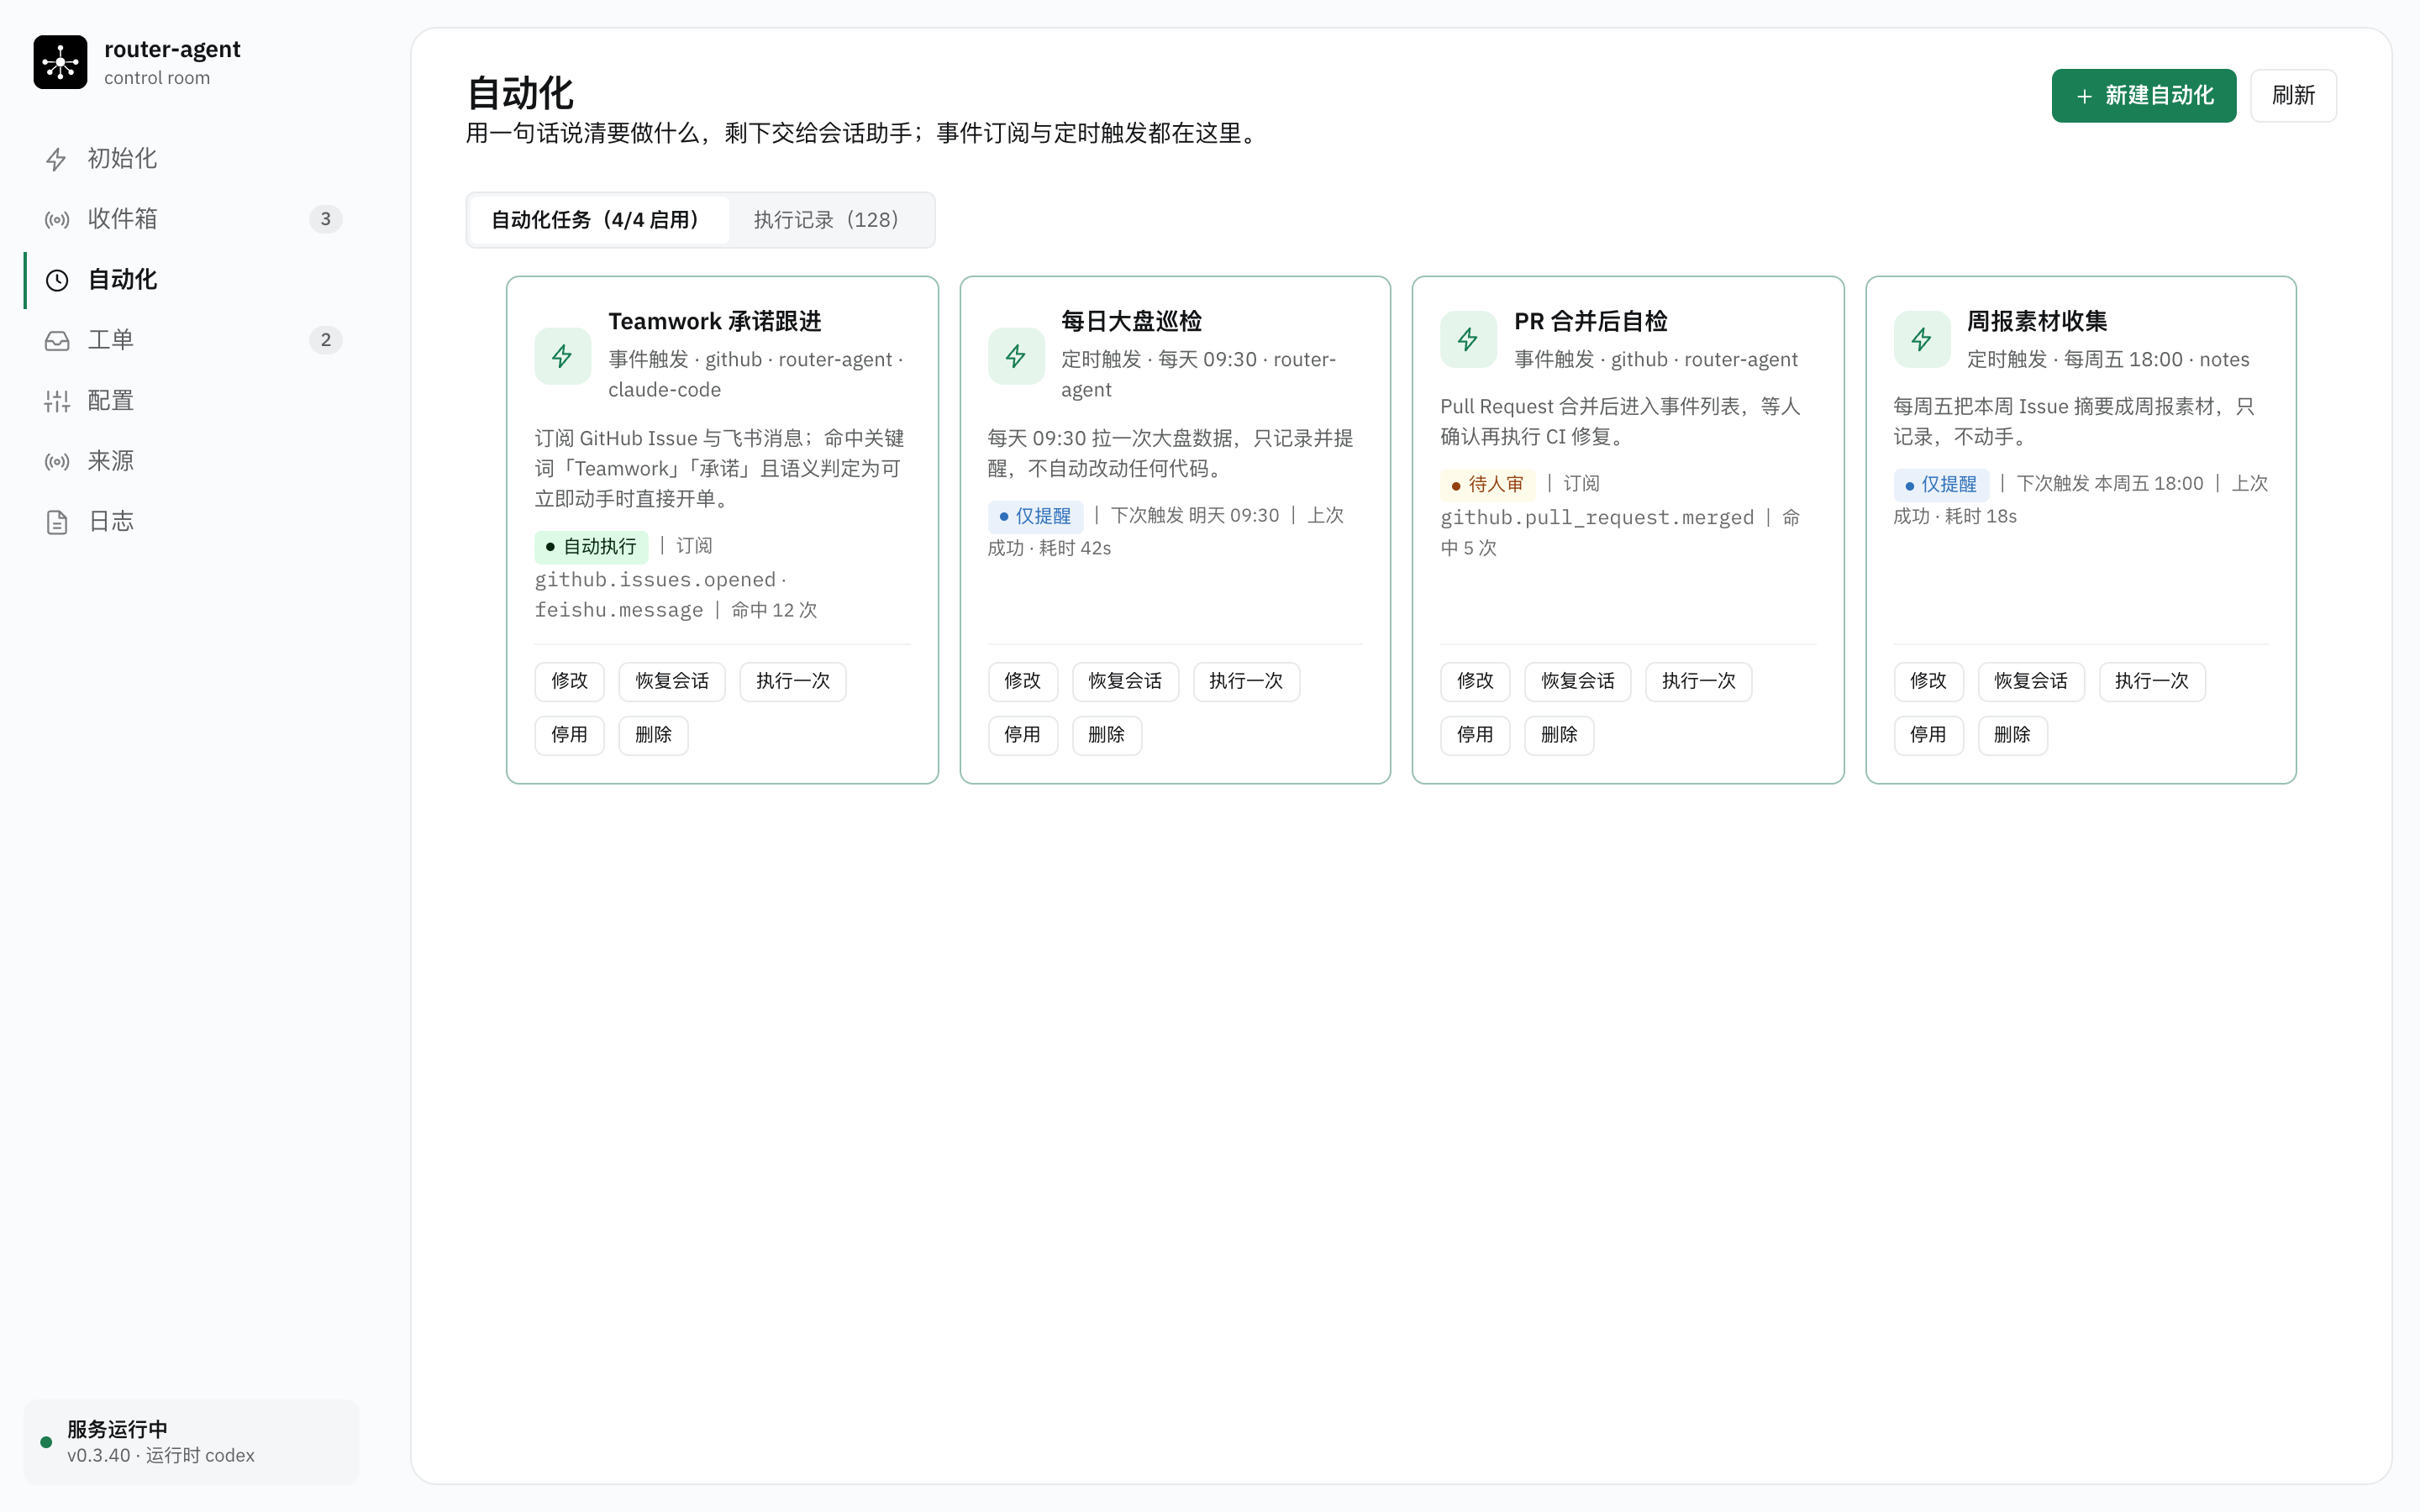 router-agent
control room
初始化
收件箱 3
自动化
工单 2
配置
来源
日志
服务运行中
v0.3.40 · 运行时 codex
自动化
用一句话说清要做什么，剩下交给会话助手；事件订阅与定时触发都在这里。
+ 新建自动化
刷新
自动化任务（4/4 启用）
执行记录（128）
Teamwork 承诺跟进
事件触发 · github · router-agent ·
claude-code
订阅 GitHub Issue 与飞书消息；命中关键
词「Teamwork」「承诺」且语义判定为可
立即动手时直接开单。
自动执行 | 订阅
github.issues.opened ·
feishu.message | 命中 12 次
修改 恢复会话 执行一次
停用 删除
每日大盘巡检
定时触发 · 每天 09:30 · router-
agent
每天 09:30 拉一次大盘数据，只记录并提
醒，不自动改动任何代码。
仅提醒 | 下次触发 明天 09:30 | 上次
成功 · 耗时 42s
修改 恢复会话 执行一次
停用 删除
PR 合并后自检
事件触发 · github · router-agent
Pull Request 合并后进入事件列表，等人
确认再执行 CI 修复。
待人审 | 订阅
github.pull_request.merged | 命
中 5 次
修改 恢复会话 执行一次
停用 删除
周报素材收集
定时触发 · 每周五 18:00 · notes
每周五把本周 Issue 摘要成周报素材，只
记录，不动手。
仅提醒 | 下次触发 本周五 18:00 | 上次
成功 · 耗时 18s
修改 恢复会话 执行一次
停用 删除